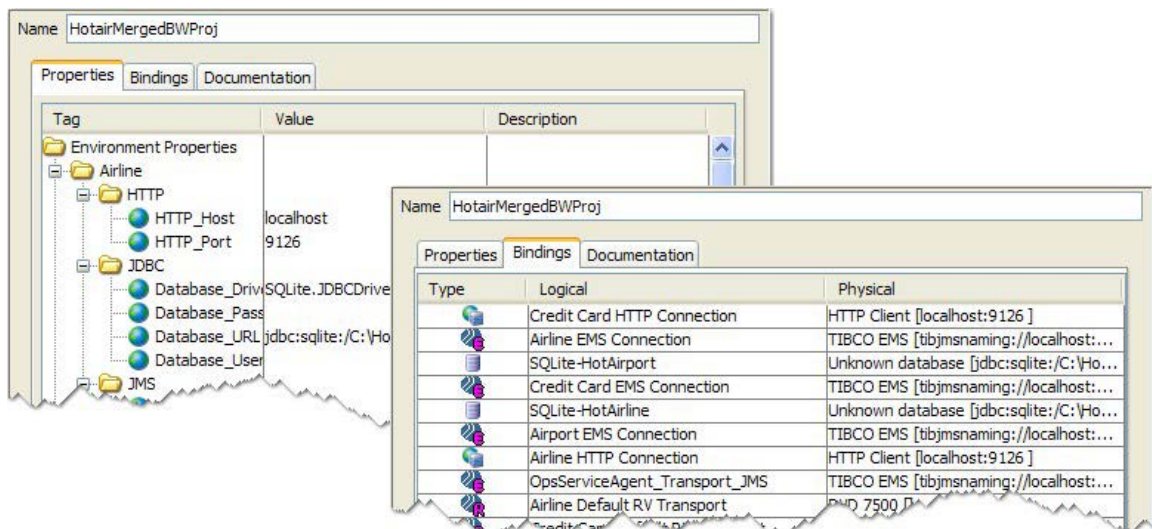 Name HotairMergedBWProj
Properties Bindings Documentation
Tag Value Description
Environment Properties
Airline
HTTP
HTTP_Host localhost
HTTP_Port 9126
JDBC
Database_Driv SQLite.JDBCDrive
Database_Pass
Database_URL jdbc:sqlite:/C:\Ho
Database_User
JMS
Name HotairMergedBWProj
Properties Bindings Documentation
Type Logical Physical
Credit Card HTTP Connection HTTP Client [localhost:9126 ]
Airline EMS Connection TIBCO EMS [tibjmsnaming://localhost:...
SQLite-HotAirport Unknown database [jdbc:sqlite:/C:\Ho...
Credit Card EMS Connection TIBCO EMS [tibjmsnaming://localhost:...
SQLite-HotAirline Unknown database [jdbc:sqlite:/C:\Ho...
Airport EMS Connection TIBCO EMS [tibjmsnaming://localhost:...
Airline HTTP Connection HTTP Client [localhost:9126 ]
OpsServiceAgent_Transport_JMS TIBCO EMS [tibjmsnaming://localhost:...
Airline Default RV Transport 7500
Credit